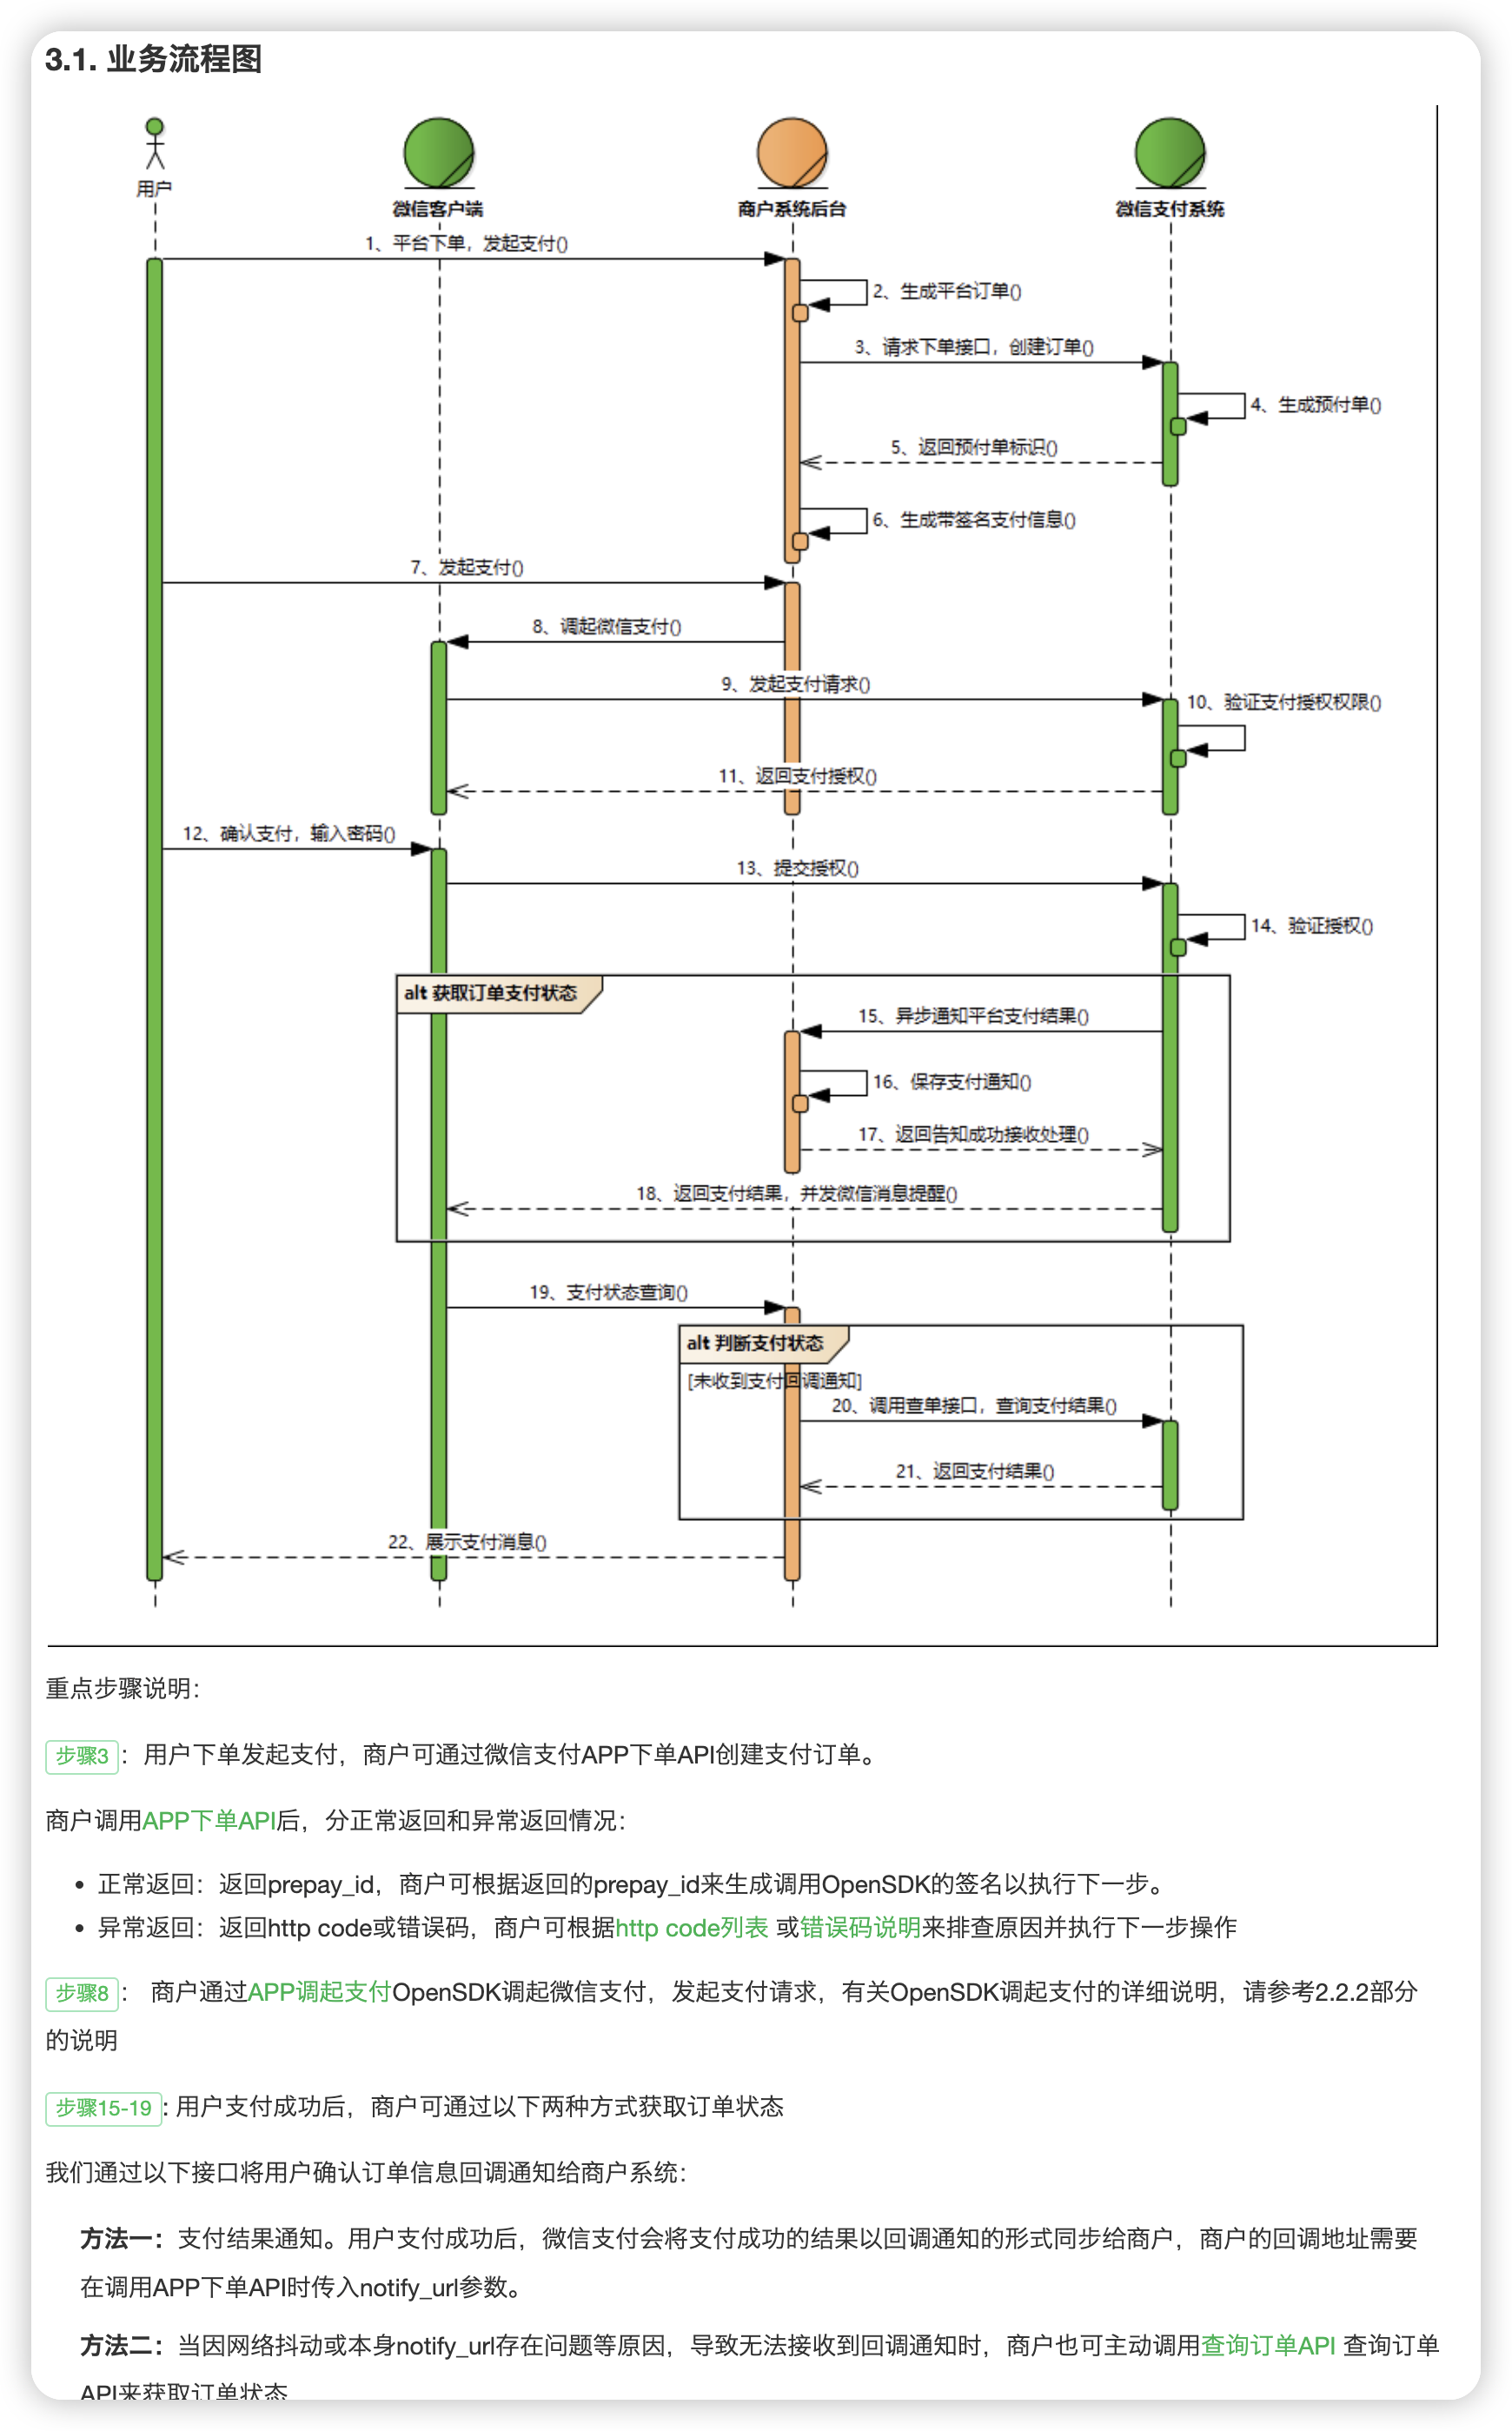 3.1. 业务流程图
用户
微信客户端
商户系统后台
微信支付系统
1、平台下单，发起支付()
2、生成平台订单()
3、请求下单接口，创建订单()
4、生成预付单()
5、返回预付单标识()
6、生成带签名支付信息()
7、发起支付()
8、调起微信支付()
9、发起支付请求()
10、验证支付授权权限()
11、返回支付授权()
12、确认支付，输入密码()
13、提交授权()
14、验证授权()
alt 获取订单支付状态
15、异步通知平台支付结果()
16、保存支付通知()
17、返回告知成功接收处理()
18、返回支付结果，并发微信消息提醒()
19、支付状态查询()
alt 判断支付状态
[未收到支付回调通知]
20、调用查单接口，查询支付结果()
21、返回支付结果()
22、展示支付消息()
重点步骤说明：
步骤3：用户下单发起支付，商户可通过微信支付APP下单API创建支付订单。
商户调用APP下单API后，分正常返回和异常返回情况：
• 正常返回：返回prepay_id，商户可根据返回的prepay_id来生成调用OpenSDK的签名以执行下一步。
• 异常返回：返回http code或错误码，商户可根据http code列表 或错误码说明来排查原因并执行下一步操作
步骤8： 商户通过APP调起支付OpenSDK调起微信支付，发起支付请求，有关OpenSDK调起支付的详细说明，请参考2.2.2部分
的说明
步骤15-19: 用户支付成功后，商户可通过以下两种方式获取订单状态
我们通过以下接口将用户确认订单信息回调通知给商户系统：
方法一：支付结果通知。用户支付成功后，微信支付会将支付成功的结果以回调通知的形式同步给商户，商户的回调地址需要
在调用APP下单API时传入notify_url参数。
方法二：当因网络抖动或本身notify_url存在问题等原因，导致无法接收到回调通知时，商户也可主动调用查询订单API 查询订单
API来获取订单状态